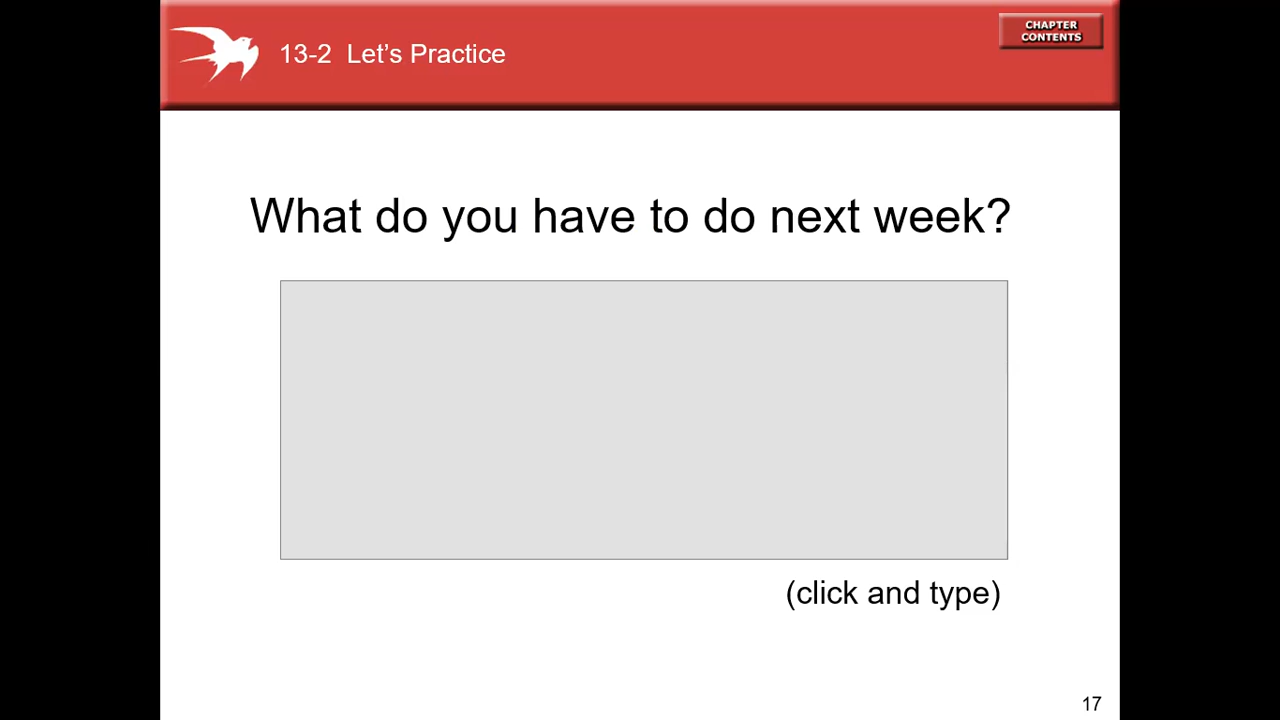 13-2 Let’s Practice
CHAPTER
CONTENTS
What do you have to do next week?
(click and type)
17